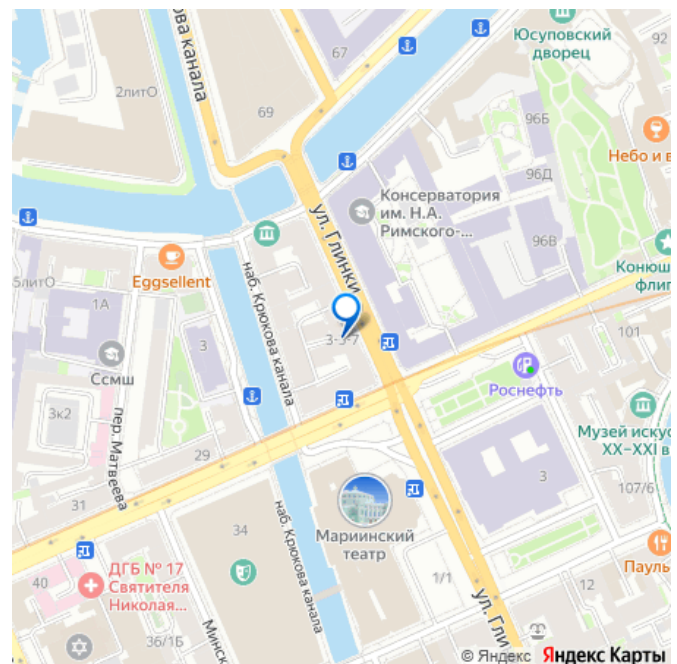 ова канала
67
Юсуповский
дворец
92
2литО
69
96Б
Небо и в
96Д
Консерватория
им. Н.А.
Римского-...
ул. Глинки
96В
Конюш
флиг
Eggsellent
5литО
1А
наб. Крюкова канала
3-5-7
101
3
Ссмш
Роснефть
3к2
пер. Матвеева
Музей искус
XX–XXI в
29
3
107/6
31
наб. Крюкова канала
34
Мариинский
театр
Пауль
40
ДГБ № 17
Святителя
Николая...
1/1
12
ул. Гли
36/1Б
Минск
© Яндекс Яндекс Карты